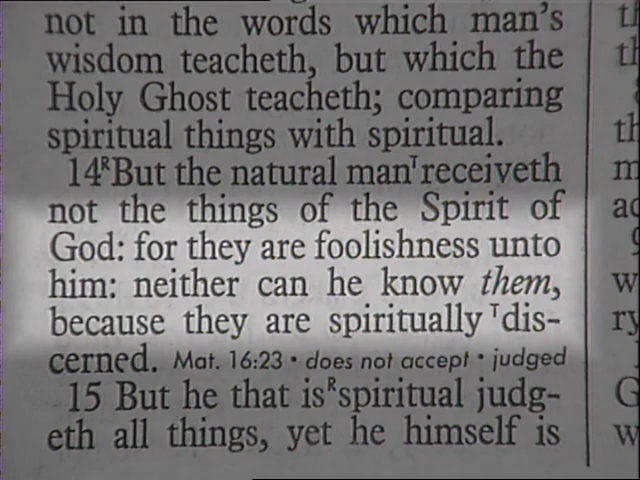 not in the words which man's
wisdom teacheth, but which the
Holy Ghost teacheth; comparing
spiritual things with spiritual.
14ᴿBut the natural manᵀreceiveth
not the things of the Spirit of
God: for they are foolishness unto
him: neither can he know them,
because they are spiritually ᵀdis-
cerned. Mat. 16:23 • does not accept • judged
15 But he that isᴿspiritual judg-
eth all things, yet he himself is